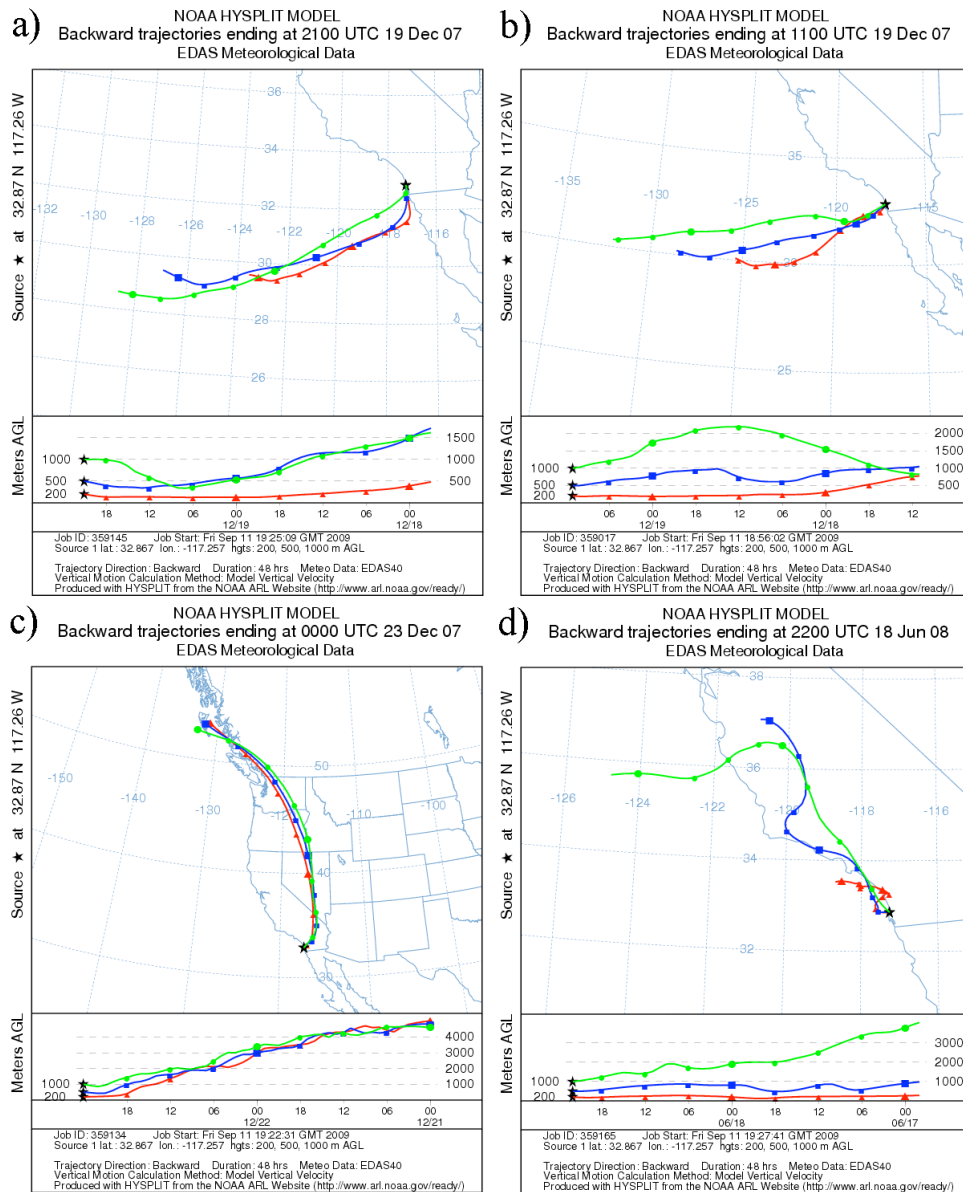 a)
NOAA HYSPLIT MODEL
Backward trajectories ending at 2100 UTC 19 Dec 07
EDAS Meteorological Data
Source ★ at 32.87 N 117.26 W
36
34
32
30
28
26
-132
-130
-128
-126
-124
-122
-120
-118
-116
Meters AGL
1000
500
200
1500
1000
500
18 12 06 00 18 12 06 00
12/19 12/18
Job ID: 359145 Job Start: Fri Sep 11 19:25:09 GMT 2009
Source 1 lat.: 32.867 lon.: -117.257 hgts: 200, 500, 1000 m AGL
Trajectory Direction: Backward Duration: 48 hrs Meteo Data: EDAS40
Vertical Motion Calculation Method: Model Vertical Velocity
Produced with HYSPLIT from the NOAA ARL Website (http://www.arl.noaa.gov/ready/)
b)
NOAA HYSPLIT MODEL
Backward trajectories ending at 1100 UTC 19 Dec 07
EDAS Meteorological Data
Source ★ at 32.87 N 117.26 W
35
25
-135
-130
-125
-120
-115
Meters AGL
1000
500
200
2000
1500
1000
500
06 00 18 12 06 00 18 12
12/19 12/18
Job ID: 359017 Job Start: Fri Sep 11 18:56:02 GMT 2009
Source 1 lat.: 32.867 lon.: -117.257 hgts: 200, 500, 1000 m AGL
Trajectory Direction: Backward Duration: 48 hrs Meteo Data: EDAS40
Vertical Motion Calculation Method: Model Vertical Velocity
Produced with HYSPLIT from the NOAA ARL Website (http://www.arl.noaa.gov/ready/)
c)
NOAA HYSPLIT MODEL
Backward trajectories ending at 0000 UTC 23 Dec 07
EDAS Meteorological Data
Source ★ at 32.87 N 117.26 W
50
40
30
-150
-140
-130
-110
-100
Meters AGL
1000
200
4000
3000
2000
1000
18 12 06 00 18 12 06 00
12/22 12/21
Job ID: 359134 Job Start: Fri Sep 11 19:22:31 GMT 2009
Source 1 lat.: 32.867 lon.: -117.257 hgts: 200, 500, 1000 m AGL
Trajectory Direction: Backward Duration: 48 hrs Meteo Data: EDAS40
Vertical Motion Calculation Method: Model Vertical Velocity
Produced with HYSPLIT from the NOAA ARL Website (http://www.arl.noaa.gov/ready/)
d)
NOAA HYSPLIT MODEL
Backward trajectories ending at 2200 UTC 18 Jun 08
EDAS Meteorological Data
Source ★ at 32.87 N 117.26 W
38
36
34
32
-126
-124
-122
-120
-118
-116
Meters AGL
1000
200
3000
2000
1000
18 12 06 00 18 12 06 00
06/18 06/17
Job ID: 359165 Job Start: Fri Sep 11 19:27:41 GMT 2009
Source 1 lat.: 32.867 lon.: -117.257 hgts: 200, 500, 1000 m AGL
Trajectory Direction: Backward Duration: 48 hrs Meteo Data: EDAS40
Vertical Motion Calculation Method: Model Vertical Velocity
Produced with HYSPLIT from the NOAA ARL Website (http://www.arl.noaa.gov/ready/)